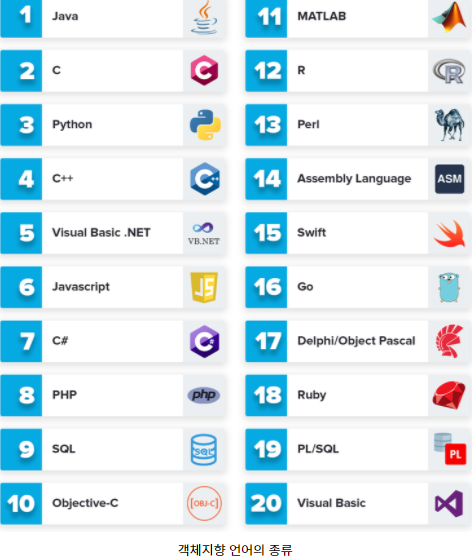 1 Java
2 C
3 Python
4 C++
5 Visual Basic .NET VB.NET
6 Javascript JS
7 C# C
8 PHP php
9 SQL SQL
10 Objective-C [OBJ-C]
11 MATLAB
12 R R
13 Perl
14 Assembly Language ASM
15 Swift
16 Go
17 Delphi/Object Pascal
18 Ruby
19 PL/SQL PL
20 Visual Basic
객체지향 언어의 종류